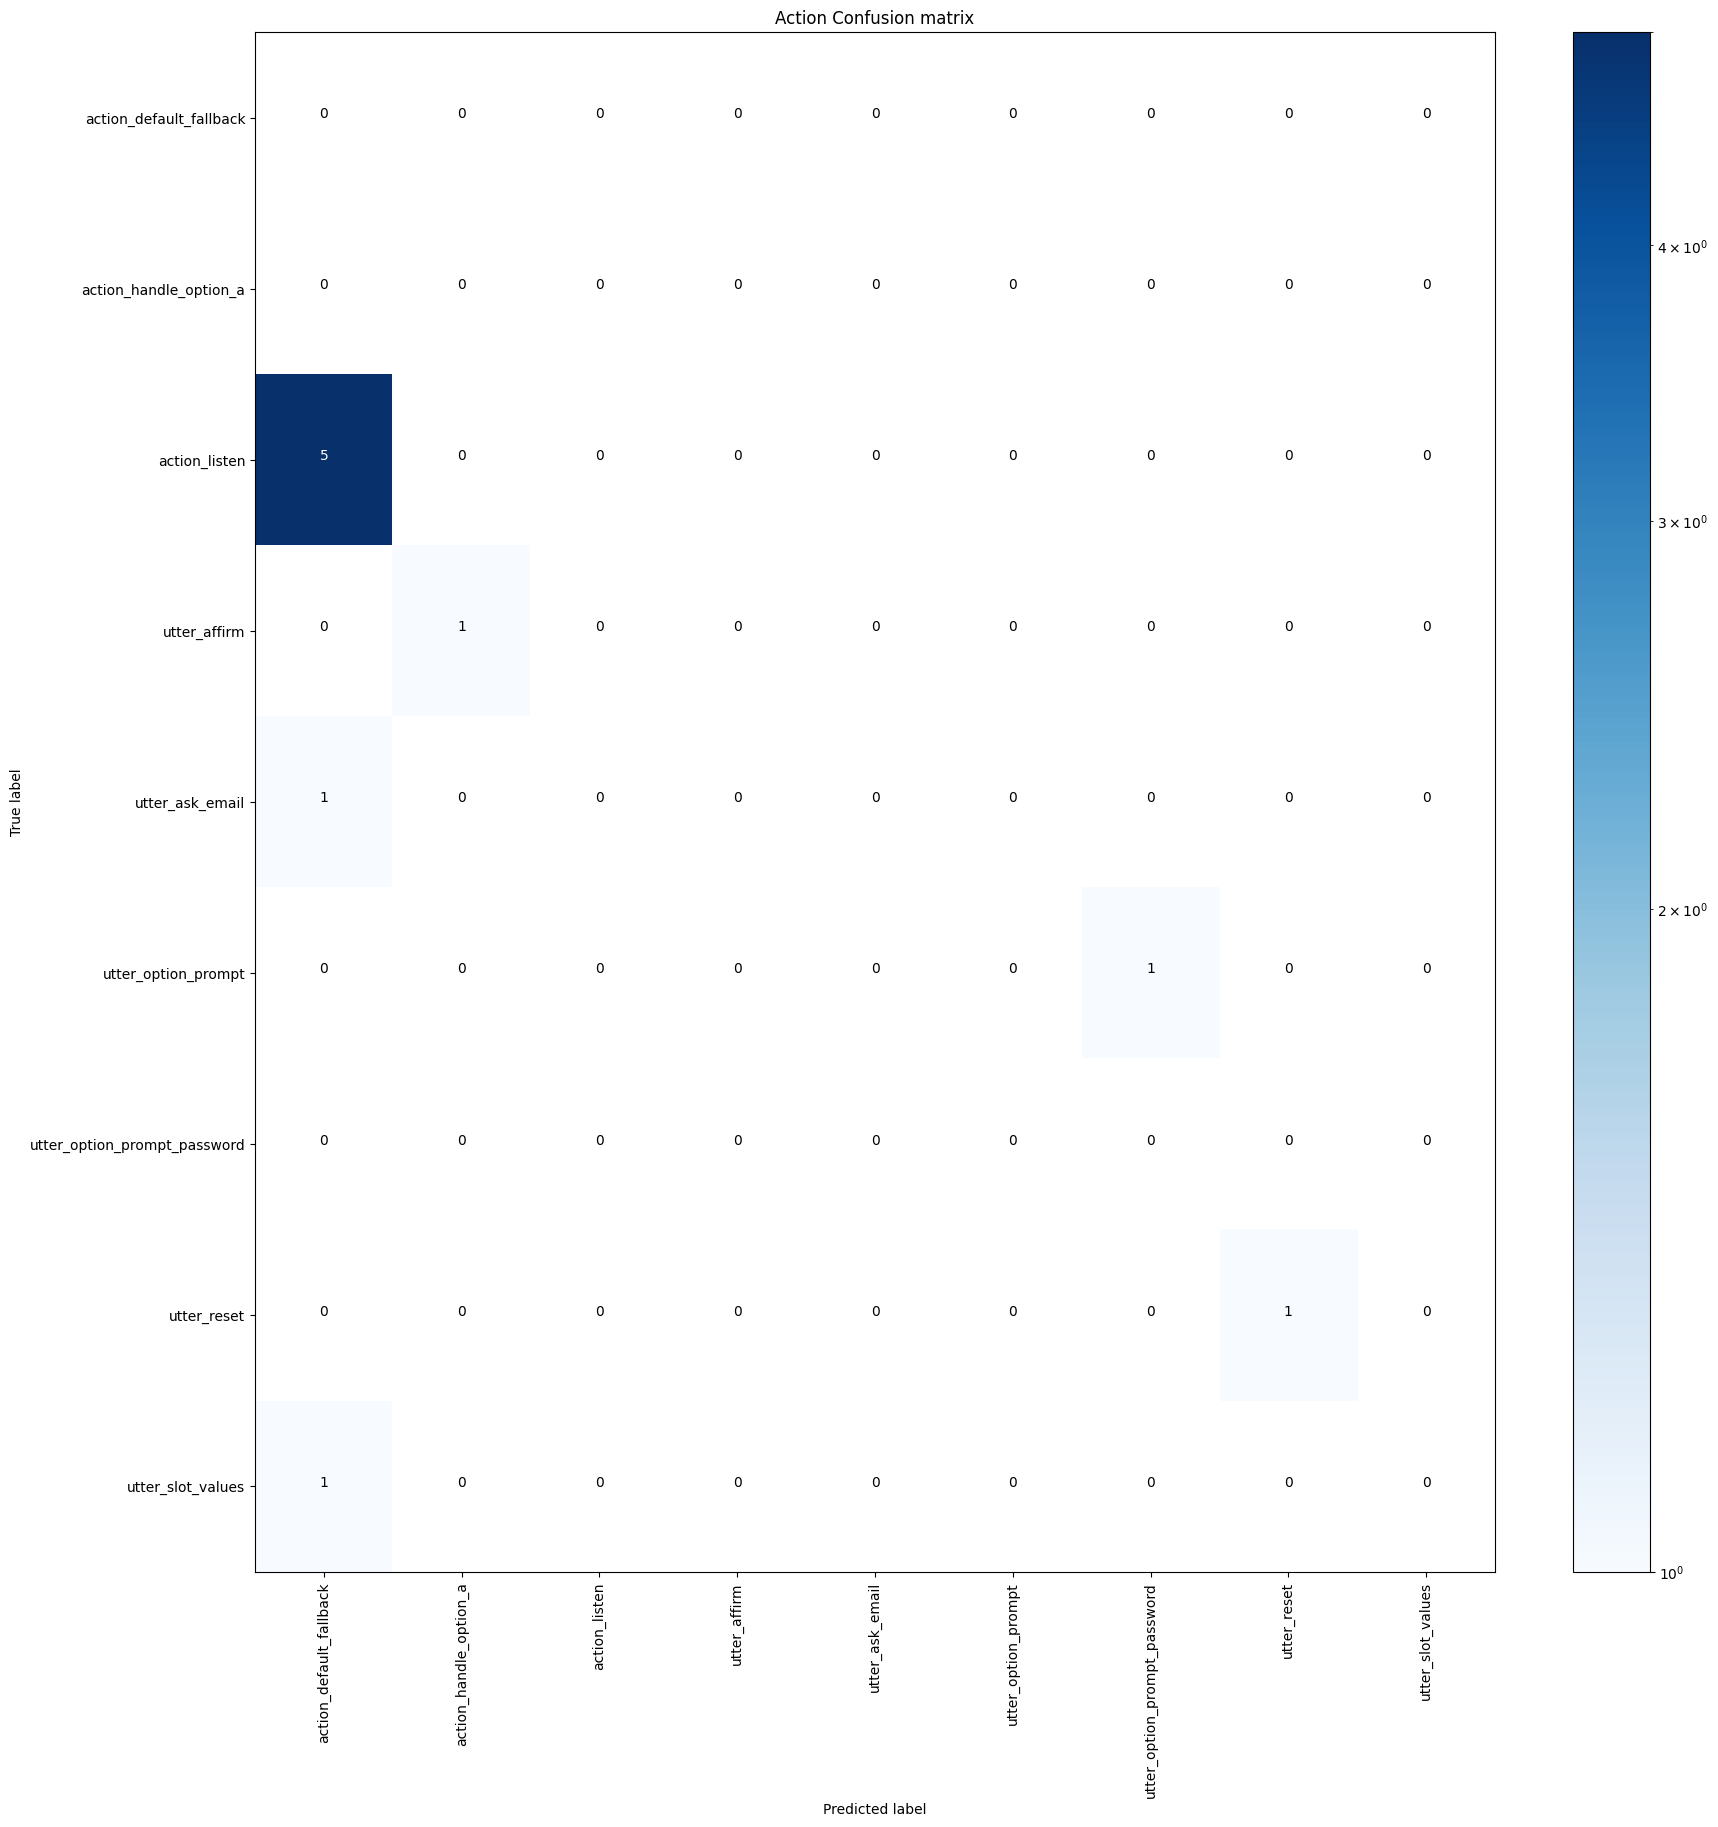 Action Confusion matrix
True label
action_default_fallback 0 0 0 0 0 0 0 0 0
action_handle_option_a 0 0 0 0 0 0 0 0 0
action_listen 5 0 0 0 0 0 0 0 0
utter_affirm 0 1 0 0 0 0 0 0 0
utter_ask_email 1 0 0 0 0 0 0 0 0
utter_option_prompt 0 0 0 0 0 0 1 0 0
utter_option_prompt_password 0 0 0 0 0 0 0 0 0
utter_reset 0 0 0 0 0 0 0 1 0
utter_slot_values 1 0 0 0 0 0 0 0 0
action_default_fallback
action_handle_option_a
action_listen
utter_affirm
utter_ask_email
utter_option_prompt
utter_option_prompt_password
utter_reset
utter_slot_values
Predicted label
4 × 10⁰
3 × 10⁰
2 × 10⁰
10⁰